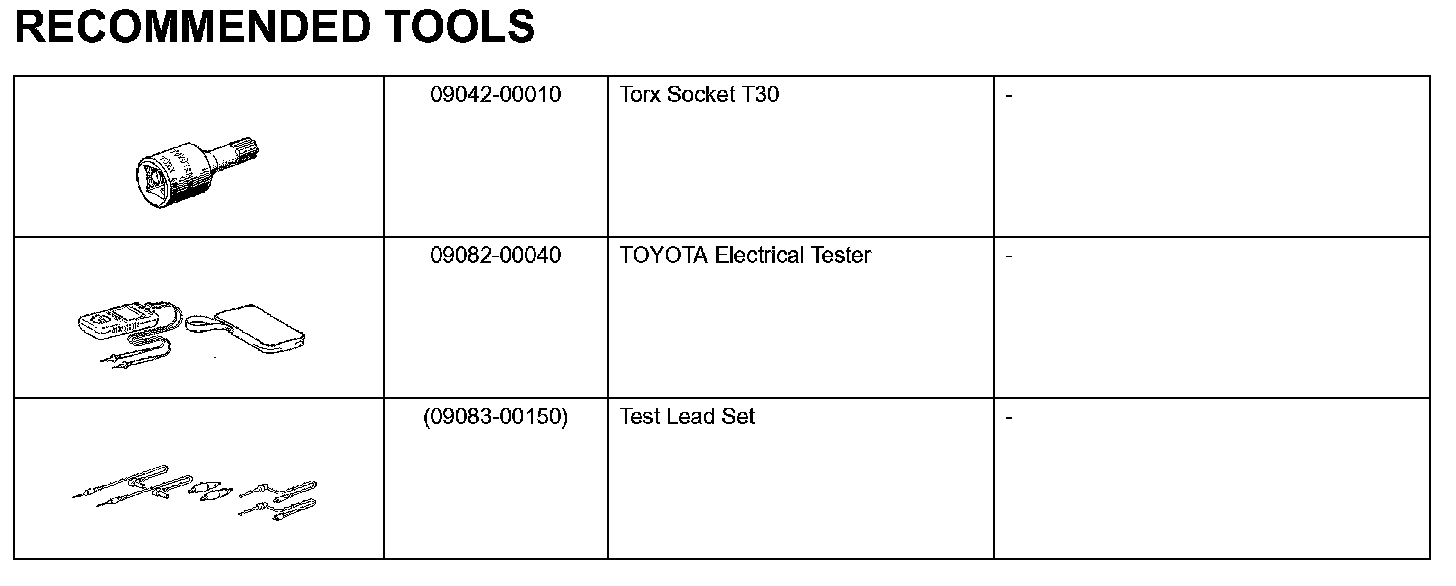 RECOMMENDED TOOLS
09042-00010 Torx Socket T30 -
09082-00040 TOYOTA Electrical Tester -
(09083-00150) Test Lead Set -